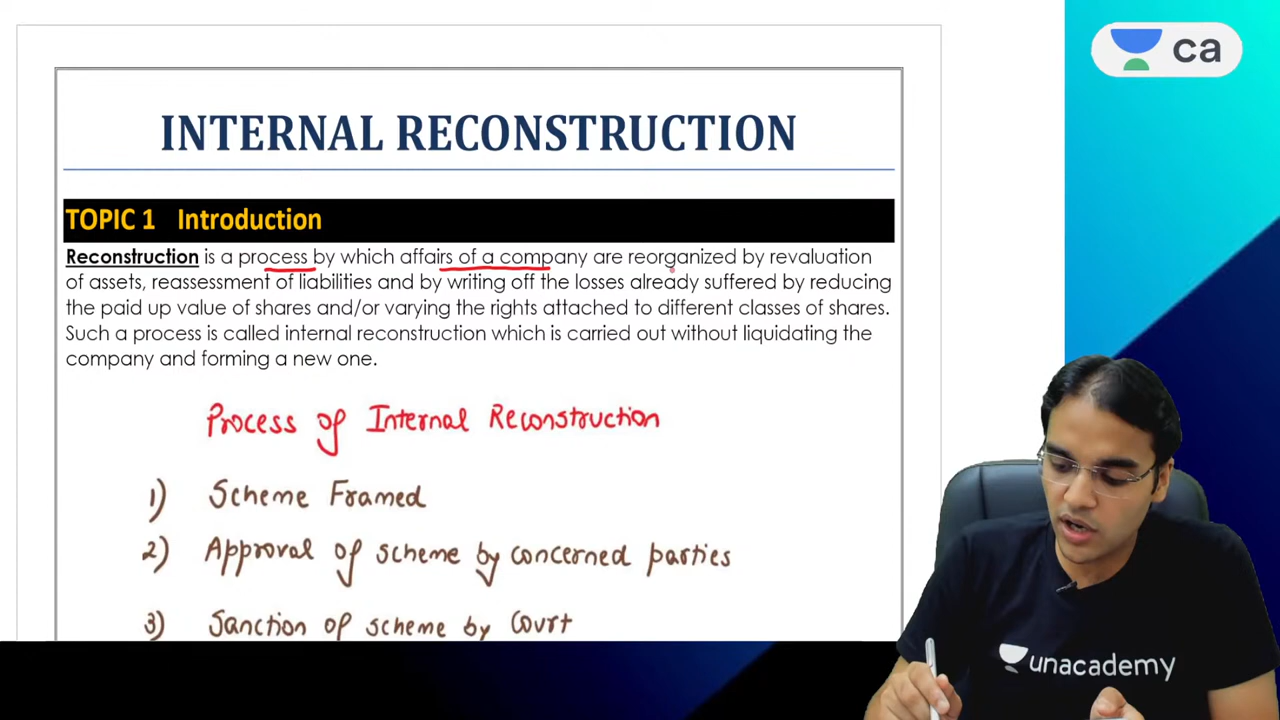 ca
INTERNAL RECONSTRUCTION
TOPIC 1 Introduction
Reconstruction is a process by which affairs of a company are reorganized by revaluation
of assets, reassessment of liabilities and by writing off the losses already suffered by reducing
the paid up value of shares and/or varying the rights attached to different classes of shares.
Such a process is called internal reconstruction which is carried out without liquidating the
company and forming a new one.
Process of Internal Reconstruction
1) Scheme Framed
2) Approval of scheme by concerned parties
3) Sanction of scheme by Court
unacademy